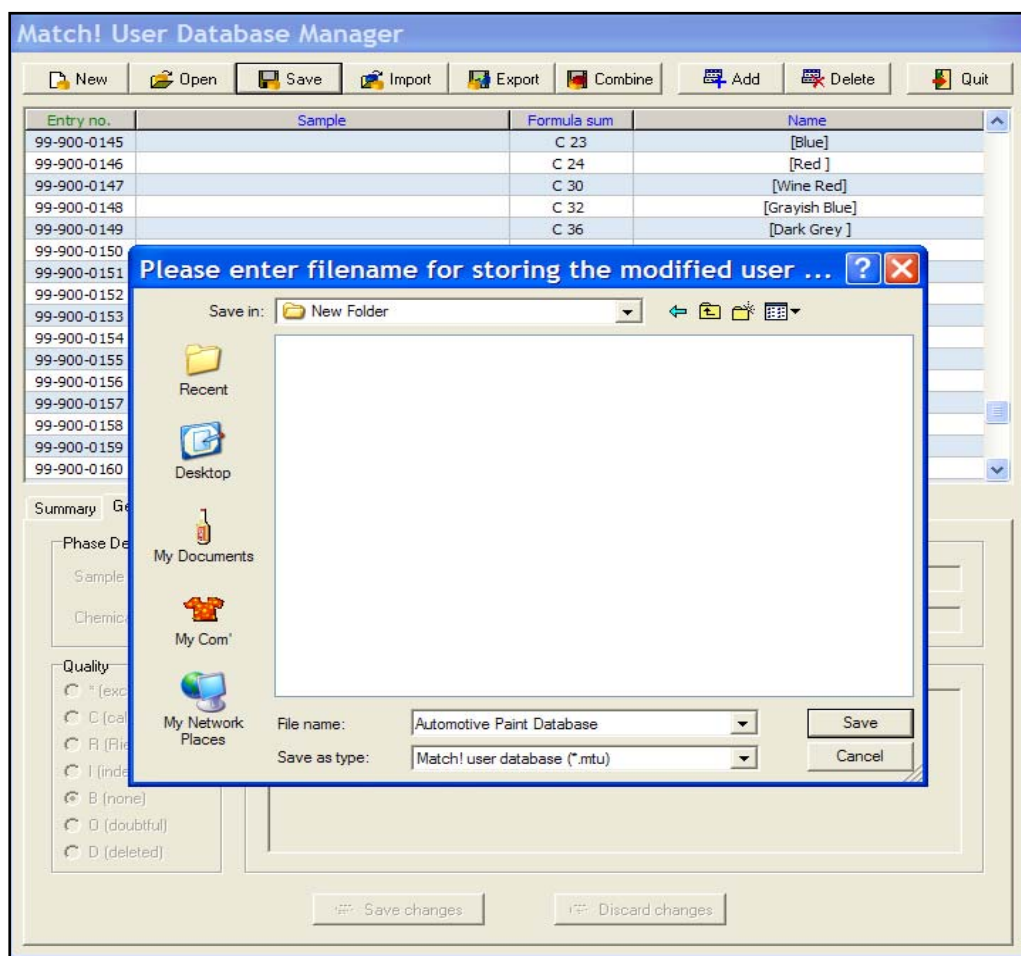 Match! User Database Manager
New Open Save Import Export Combine Add Delete Quit
Entry no. Sample Formula sum Name
99-900-0145 C 23 [Blue]
99-900-0146 C 24 [Red ]
99-900-0147 C 30 [Wine Red]
99-900-0148 C 32 [Grayish Blue]
99-900-0149 C 36 [Dark Grey ]
99-900-0150
99-900-0151
99-900-0152
99-900-0153
99-900-0154
99-900-0155
99-900-0156
99-900-0157
99-900-0158
99-900-0159
99-900-0160
Please enter filename for storing the modified user ...
Save in: New Folder
Recent
Desktop
My Documents
My Com'
My Network
Places
File name: Automotive Paint Database Save
Save as type: Match! user database (*.mtu) Cancel
Summary Ge
Phase De
Sample
Chemica
Quality
* (exc
C (cal
R (Rie
I (inde
B (none)
O (doubtful)
D (deleted)
Save changes Discard changes